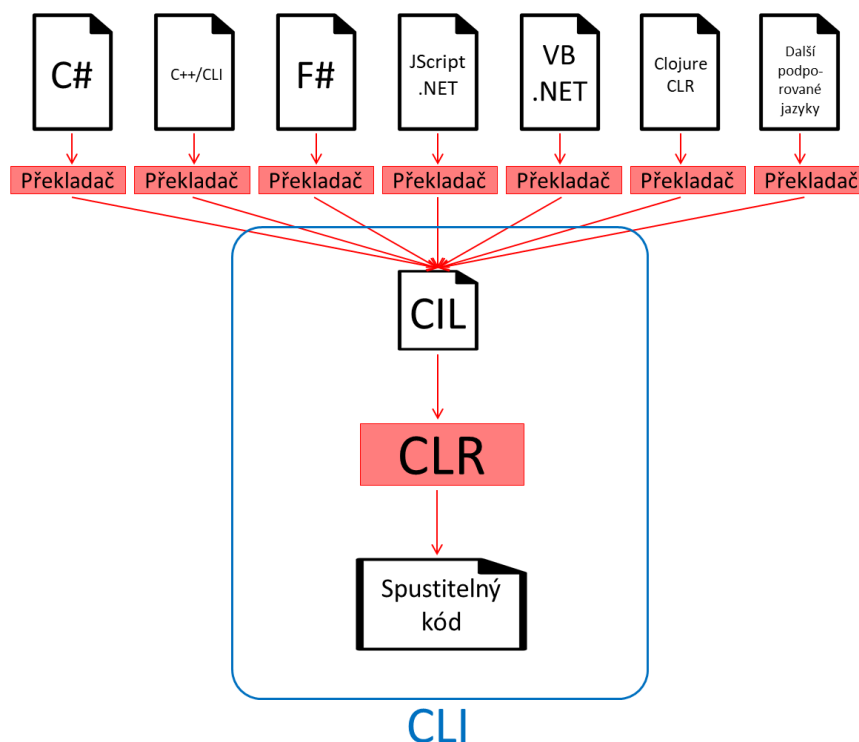 C#
C++/CLI
F#
JScript
.NET
VB
.NET
Clojure
CLR
Další
podpo-
rované
jazyky
Překladač
Překladač
Překladač
Překladač
Překladač
Překladač
Překladač
CIL
CLR
Spustitelný
kód
CLI